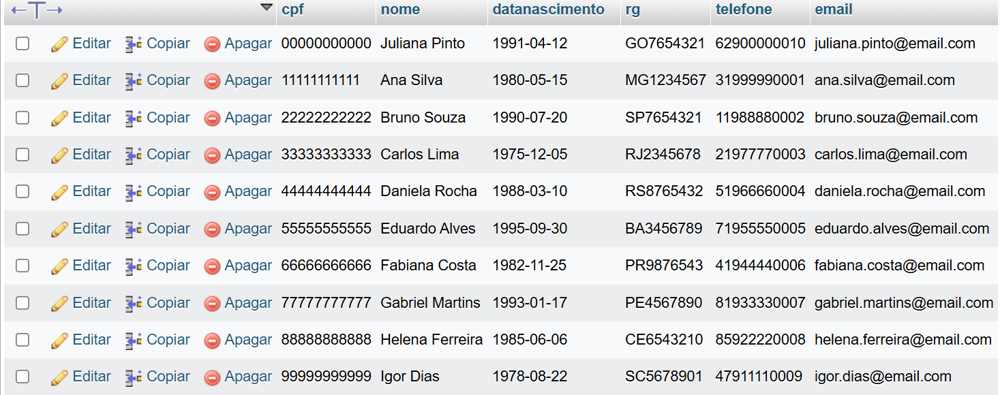 cpf nome datanascimento rg telefone email
Editar Copiar Apagar 00000000000 Juliana Pinto 1991-04-12 GO7654321 62900000010 juliana.pinto@email.com
Editar Copiar Apagar 11111111111 Ana Silva 1980-05-15 MG1234567 31999990001 ana.silva@email.com
Editar Copiar Apagar 22222222222 Bruno Souza 1990-07-20 SP7654321 11988880002 bruno.souza@email.com
Editar Copiar Apagar 33333333333 Carlos Lima 1975-12-05 RJ2345678 21977770003 carlos.lima@email.com
Editar Copiar Apagar 44444444444 Daniela Rocha 1988-03-10 RS8765432 51966660004 daniela.rocha@email.com
Editar Copiar Apagar 55555555555 Eduardo Alves 1995-09-30 BA3456789 71955550005 eduardo.alves@email.com
Editar Copiar Apagar 66666666666 Fabiana Costa 1982-11-25 PR9876543 41944440006 fabiana.costa@email.com
Editar Copiar Apagar 77777777777 Gabriel Martins 1993-01-17 PE4567890 81933330007 gabriel.martins@email.com
Editar Copiar Apagar 88888888888 Helena Ferreira 1985-06-06 CE6543210 85922220008 helena.ferreira@email.com
Editar Copiar Apagar 99999999999 Igor Dias 1978-08-22 SC5678901 47911110009 igor.dias@email.com